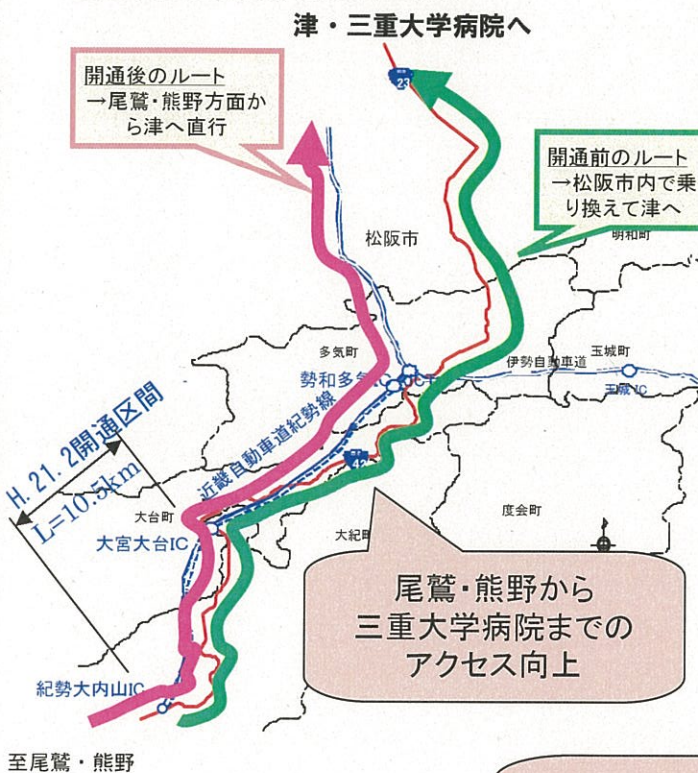 津・三重大学病院へ
開通後のルート
→尾鷲・熊野方面か
ら津へ直行
23
開通前のルート
→松阪市内で乗
り換えて津へ
明和町
松阪市
多気町
伊勢自動車道
玉城町
勢和多気
玉城IC
H.21.2開通区間
L=10.5km
近畿自動車道紀勢線
42
大台町
大宮大台IC
大紀町
度会町
尾鷲・熊野から
三重大学病院までの
アクセス向上
紀勢大内山IC
至尾鷲・熊野